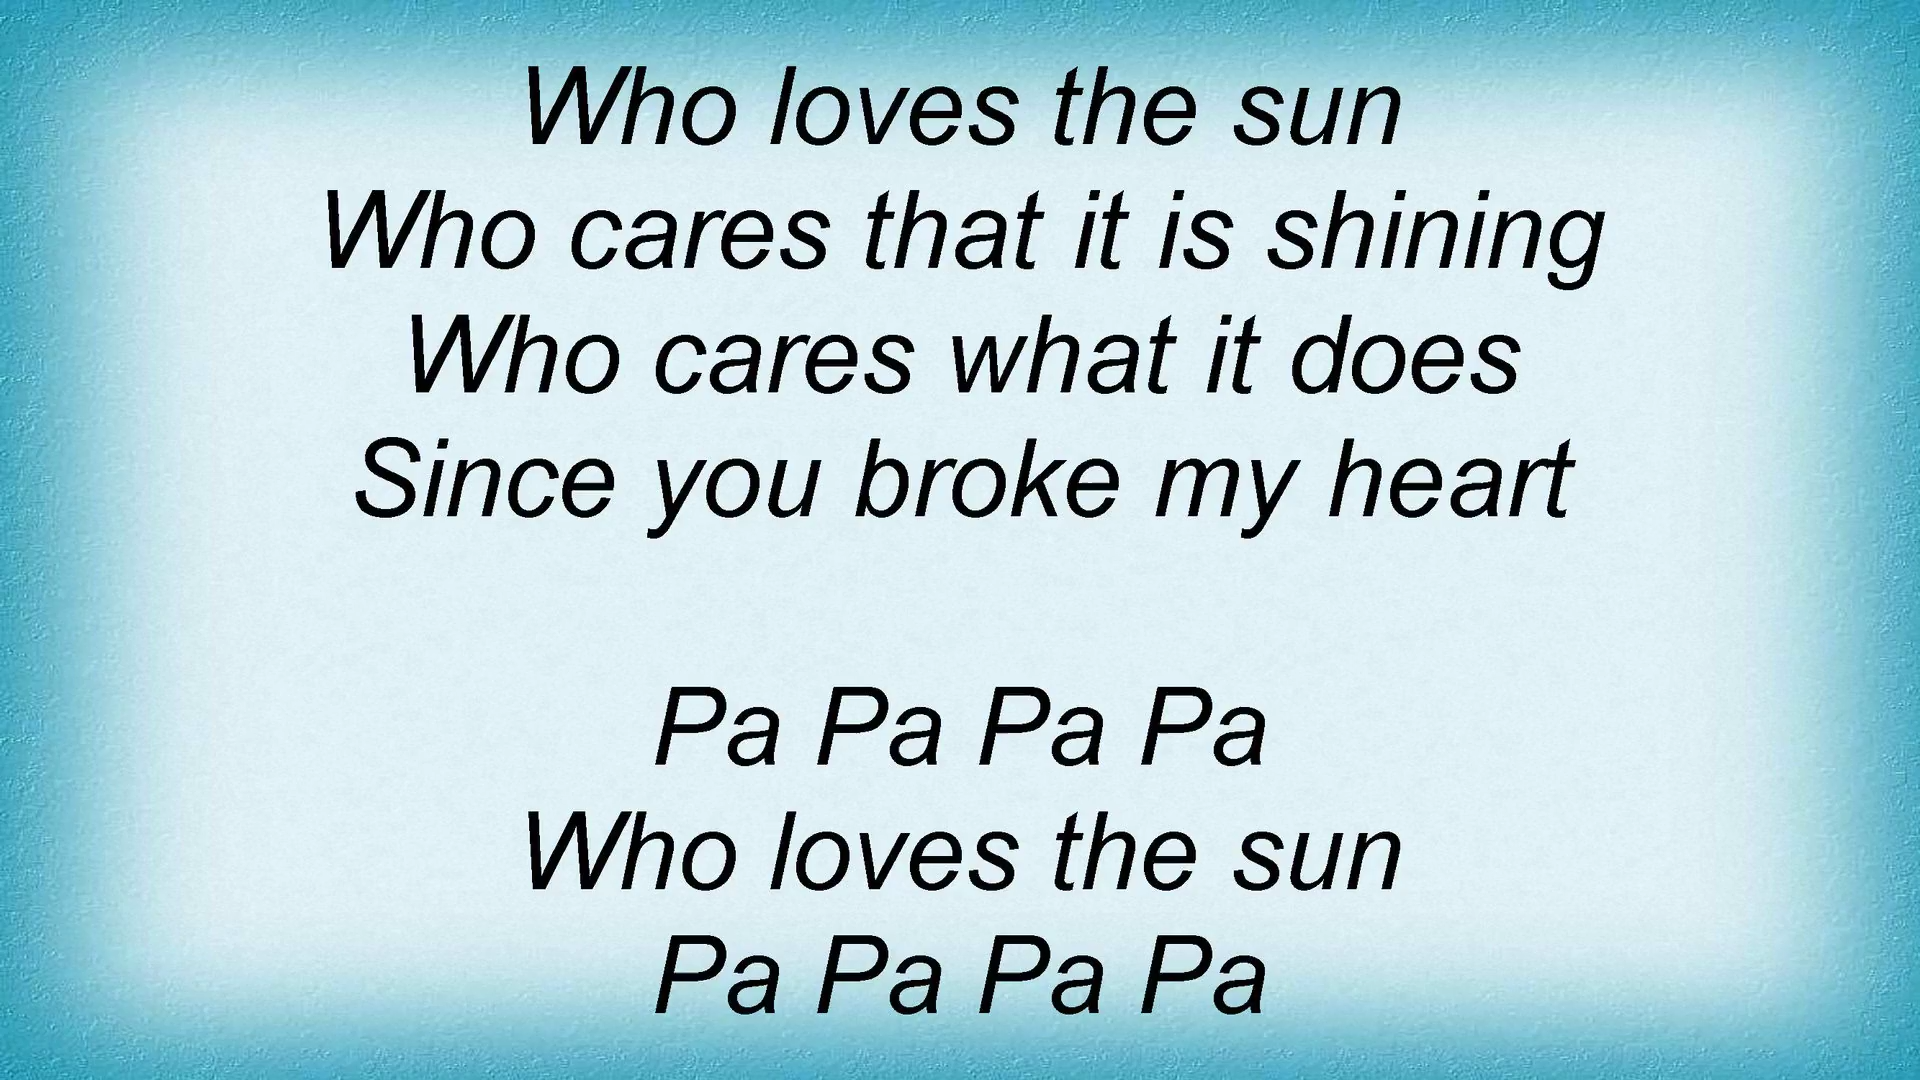 Who loves the sun
Who cares that it is shining
Who cares what it does
Since you broke my heart
Pa Pa Pa Pa
Who loves the sun
Pa Pa Pa Pa